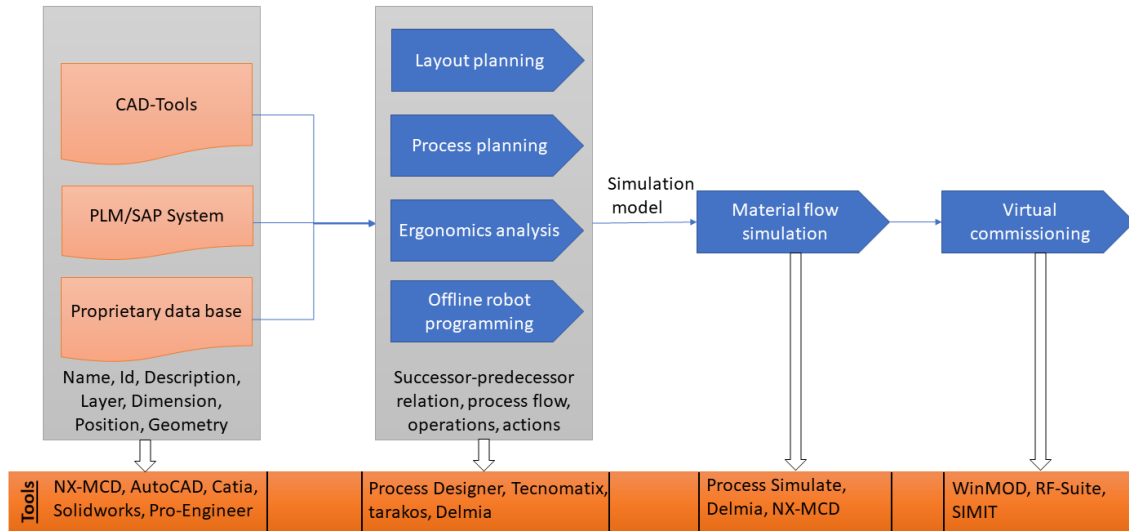 CAD-Tools
PLM/SAP System
Proprietary data base
Name, Id, Description,
Layer, Dimension,
Position, Geometry
Layout planning
Process planning
Ergonomics analysis
Offline robot
programming
Successor-predecessor
relation, process flow,
operations, actions
Simulation
model
Material flow
simulation
Virtual
commissioning
Tools
NX-MCD, AutoCAD, Catia,
Solidworks, Pro-Engineer
Process Designer, Tecnomatix,
tarakos, Delmia
Process Simulate,
Delmia, NX-MCD
WinMOD, RF-Suite,
SIMIT